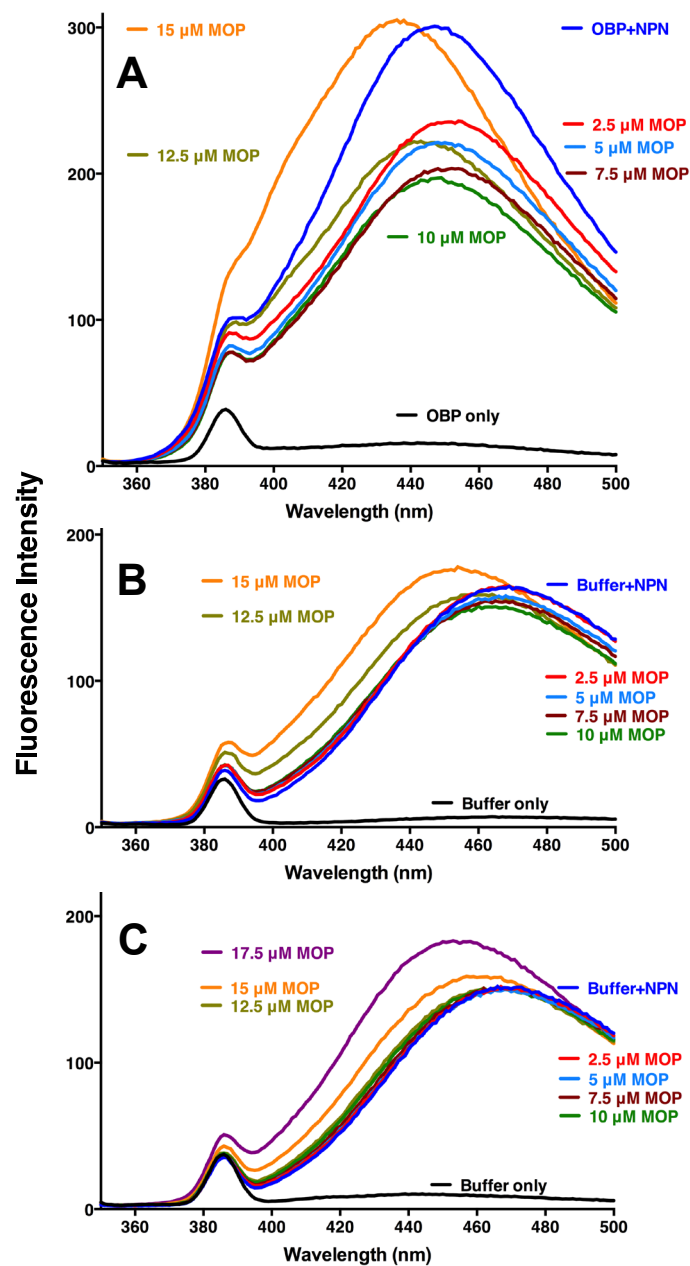 Fluorescence Intensity
A
300
200
100
0
15 µM MOP
OBP+NPN
2.5 µM MOP
5 µM MOP
12.5 µM MOP
7.5 µM MOP
10 µM MOP
OBP only
360 380 400 420 440 460 480 500
Wavelength (nm)
B
200
100
0
15 µM MOP
Buffer+NPN
12.5 µM MOP
2.5 µM MOP
5 µM MOP
7.5 µM MOP
10 µM MOP
Buffer only
360 380 400 420 440 460 480 500
Wavelength (nm)
C
200
100
0
17.5 µM MOP
15 µM MOP
Buffer+NPN
12.5 µM MOP
2.5 µM MOP
5 µM MOP
7.5 µM MOP
10 µM MOP
Buffer only
360 380 400 420 440 460 480 500
Wavelength (nm)